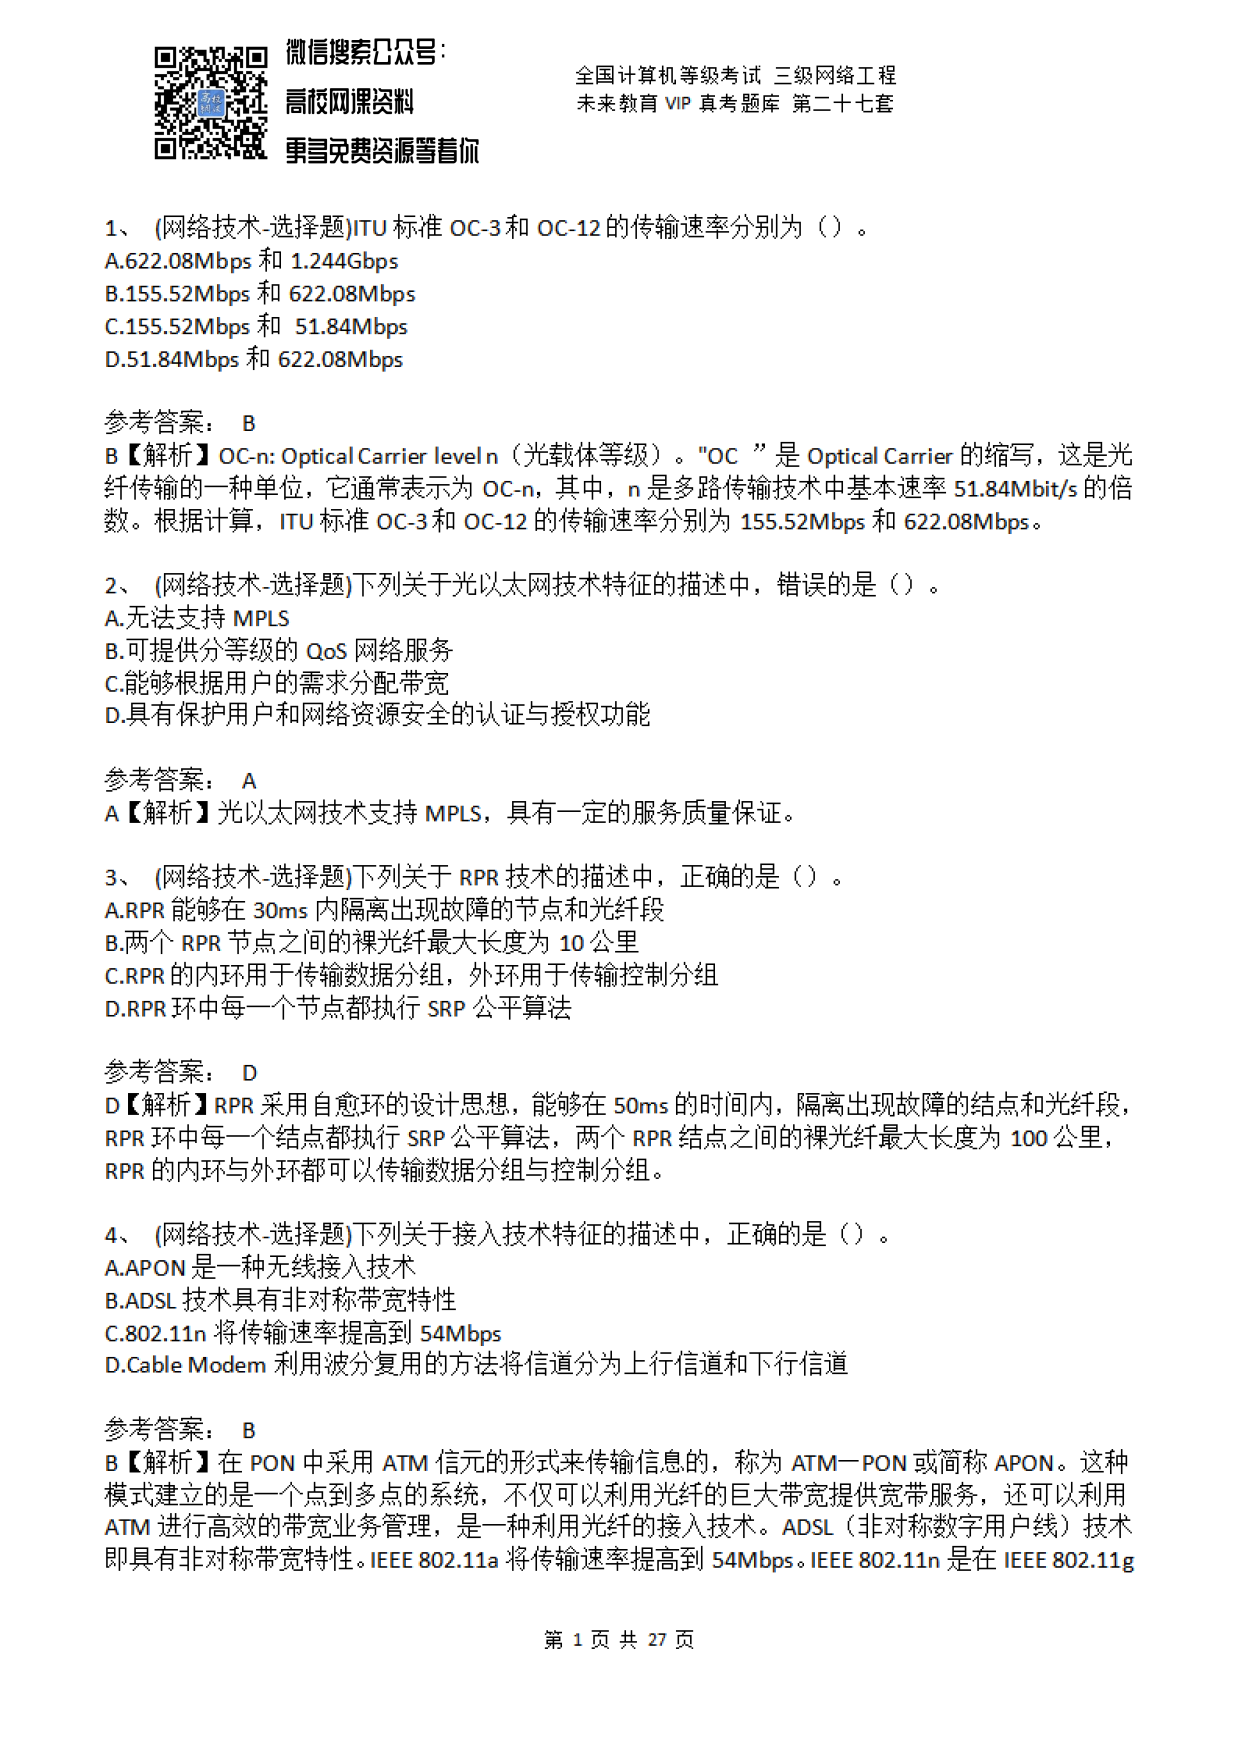 微信搜索公众号：
高校网课资料
更多免费资源等着你
全国计算机等级考试 三级网络工程
未来教育 VIP 真考题库 第二十七套
1、 (网络技术-选择题)ITU 标准 OC-3 和 OC-12 的传输速率分别为（）。
A.622.08Mbps 和 1.244Gbps
B.155.52Mbps 和 622.08Mbps
C.155.52Mbps 和 51.84Mbps
D.51.84Mbps 和 622.08Mbps
参考答案： B
B【解析】OC-n: Optical Carrier level n（光载体等级）。"OC ”是 Optical Carrier 的缩写，这是光
纤传输的一种单位，它通常表示为 OC-n，其中，n 是多路传输技术中基本速率 51.84Mbit/s 的倍
数。根据计算，ITU 标准 OC-3 和 OC-12 的传输速率分别为 155.52Mbps 和 622.08Mbps。
2、 (网络技术-选择题)下列关于光以太网技术特征的描述中，错误的是（）。
A.无法支持 MPLS
B.可提供分等级的 QoS 网络服务
C.能够根据用户的需求分配带宽
D.具有保护用户和网络资源安全的认证与授权功能
参考答案： A
A【解析】光以太网技术支持 MPLS，具有一定的服务质量保证。
3、 (网络技术-选择题)下列关于 RPR 技术的描述中，正确的是（）。
A.RPR 能够在 30ms 内隔离出现故障的节点和光纤段
B.两个 RPR 节点之间的裸光纤最大长度为 10 公里
C.RPR 的内环用于传输数据分组，外环用于传输控制分组
D.RPR 环中每一个节点都执行 SRP 公平算法
参考答案： D
D【解析】RPR 采用自愈环的设计思想，能够在 50ms 的时间内，隔离出现故障的结点和光纤段，
RPR 环中每一个结点都执行 SRP 公平算法，两个 RPR 结点之间的裸光纤最大长度为 100 公里，
RPR 的内环与外环都可以传输数据分组与控制分组。
4、 (网络技术-选择题)下列关于接入技术特征的描述中，正确的是（）。
A.APON 是一种无线接入技术
B.ADSL 技术具有非对称带宽特性
C.802.11n 将传输速率提高到 54Mbps
D.Cable Modem 利用波分复用的方法将信道分为上行信道和下行信道
参考答案： B
B【解析】在 PON 中采用 ATM 信元的形式来传输信息的，称为 ATM—PON 或简称 APON。这种
模式建立的是一个点到多点的系统，不仅可以利用光纤的巨大带宽提供宽带服务，还可以利用
ATM 进行高效的带宽业务管理，是一种利用光纤的接入技术。ADSL（非对称数字用户线）技术
即具有非对称带宽特性。IEEE 802.11a 将传输速率提高到 54Mbps。IEEE 802.11n 是在 IEEE 802.11g
第 1 页 共 27 页